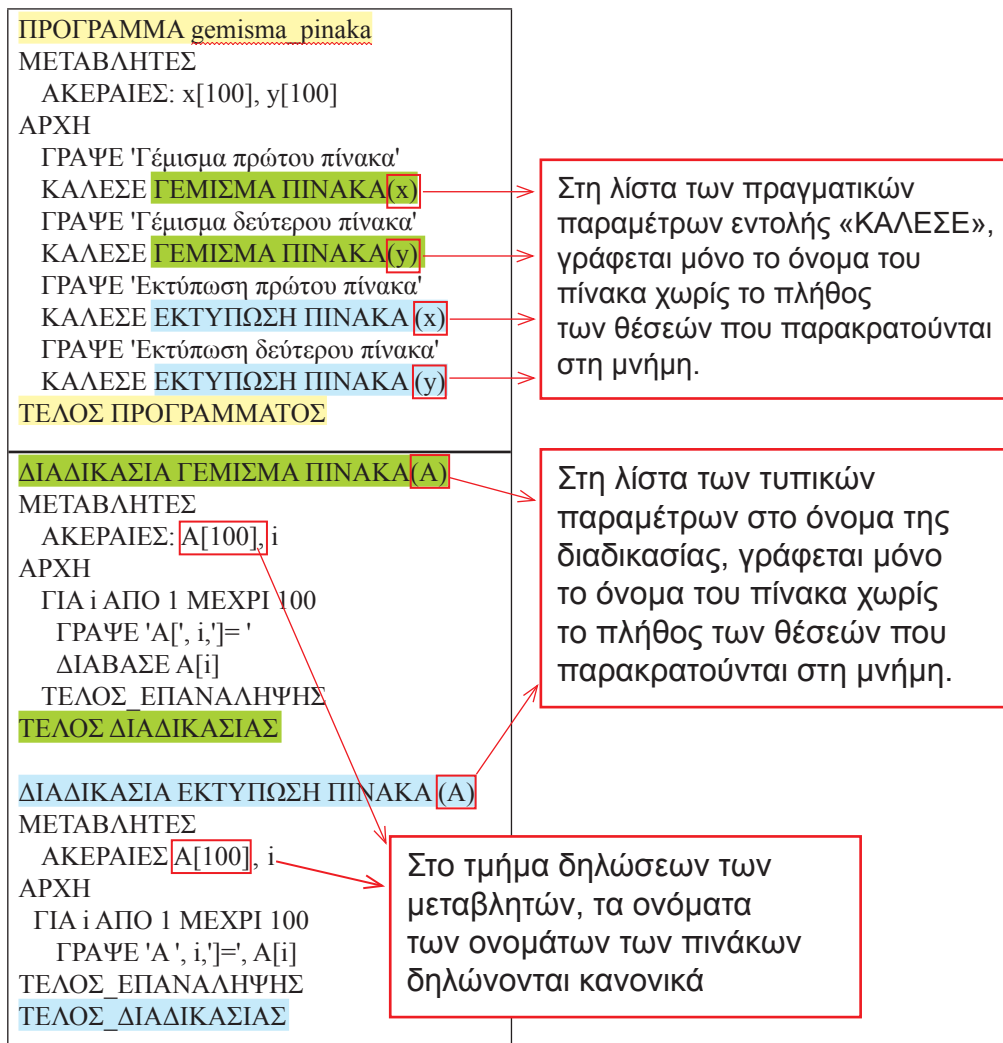 ΠΡΟΓΡΑΜΜΑ gemisma_pinaka
ΜΕΤΑΒΛΗΤΕΣ
ΑΚΕΡΑΙΕΣ: x[100], y[100]
ΑΡΧΗ
ΓΡΑΨΕ 'Γέμισμα πρώτου πίνακα'
ΚΑΛΕΣΕ ΓΕΜΙΣΜΑ ΠΙΝΑΚΑ(x)
ΓΡΑΨΕ 'Γέμισμα δεύτερου πίνακα'
ΚΑΛΕΣΕ ΓΕΜΙΣΜΑ ΠΙΝΑΚΑ(y)
ΓΡΑΨΕ 'Εκτύπωση πρώτου πίνακα'
ΚΑΛΕΣΕ ΕΚΤΥΠΩΣΗ ΠΙΝΑΚΑ (x)
ΓΡΑΨΕ 'Εκτύπωση δεύτερου πίνακα'
ΚΑΛΕΣΕ ΕΚΤΥΠΩΣΗ ΠΙΝΑΚΑ (y)
ΤΕΛΟΣ ΠΡΟΓΡΑΜΜΑΤΟΣ
Στη λίστα των πραγματικών
παραμέτρων εντολής «ΚΑΛΕΣΕ»,
γράφεται μόνο το όνομα του
πίνακα χωρίς το πλήθος
των θέσεών που παρακρατούνται
στη μνήμη.
ΔΙΑΔΙΚΑΣΙΑ ΓΕΜΙΣΜΑ ΠΙΝΑΚΑ(Α)
ΜΕΤΑΒΛΗΤΕΣ
ΑΚΕΡΑΙΕΣ: Α[100], i
ΑΡΧΗ
ΓΙΑ i ΑΠΟ 1 ΜΕΧΡΙ 100
ΓΡΑΨΕ 'Α[', i,']= '
ΔΙΑΒΑΣΕ Α[i]
ΤΕΛΟΣ_ΕΠΑΝΑΛΗΨΗΣ
ΤΕΛΟΣ ΔΙΑΔΙΚΑΣΙΑΣ
Στη λίστα των τυπικών
παραμέτρων στο όνομα της
διαδικασίας, γράφεται μόνο
το όνομα του πίνακα χωρίς
το πλήθος των θέσεών που
παρακρατούνται στη μνήμη.
ΔΙΑΔΙΚΑΣΙΑ ΕΚΤΥΠΩΣΗ ΠΙΝΑΚΑ (Α)
ΜΕΤΑΒΛΗΤΕΣ
ΑΚΕΡΑΙΕΣ Α[100], i
ΑΡΧΗ
ΓΙΑ i ΑΠΟ 1 ΜΕΧΡΙ 100
ΓΡΑΨΕ 'Α ', i,']=', Α[i]
ΤΕΛΟΣ_ΕΠΑΝΑΛΗΨΗΣ
ΤΕΛΟΣ_ΔΙΑΔΙΚΑΣΙΑΣ
Στο τμήμα δηλώσεων των
μεταβλητών, τα ονόματα
των ονομάτων των πινάκων
δηλώνονται κανονικά